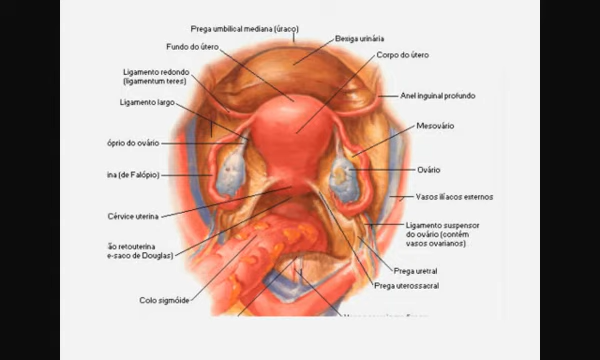 Prega umbilical mediana (úraco)
Fundo do útero
Bexiga urinária
Corpo do útero
Ligamento redondo
(ligamentum teres)
Ligamento largo
Anel inguinal profundo
Mesovário
óprio do ovário
Ovário
ina (de Falópio)
Vasos ilíacos externos
Cérvice uterina
Ligamento suspensor
do ovário (contém
vasos ovarianos)
ão retouterina
e-saco de Douglas)
Prega uretral
Prega uterossacral
Colo sigmóide